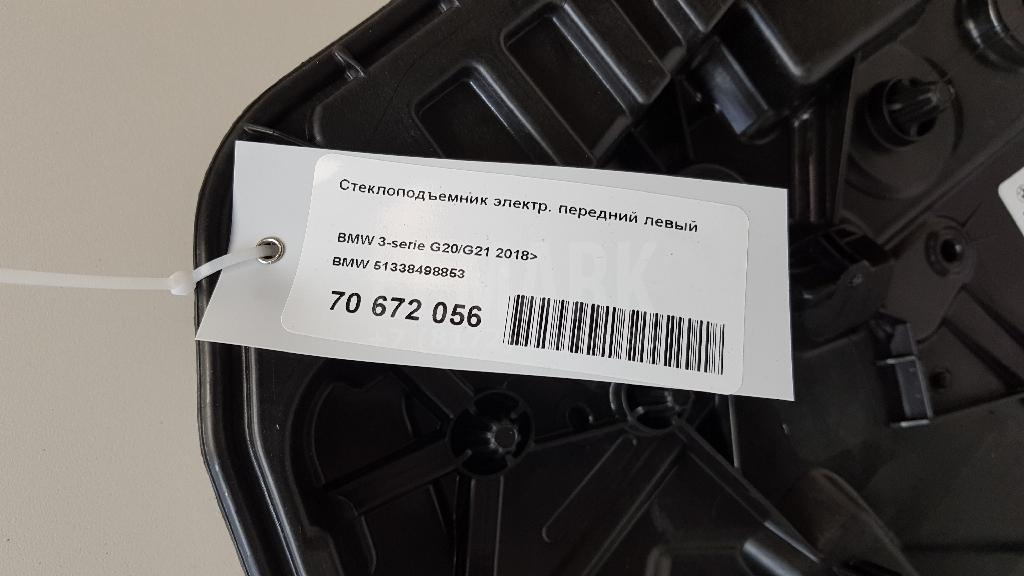 Стеклоподъемник электр. передний левый
BMW 3-serie G20/G21 2018>
BMW 51338498853
70 672 056